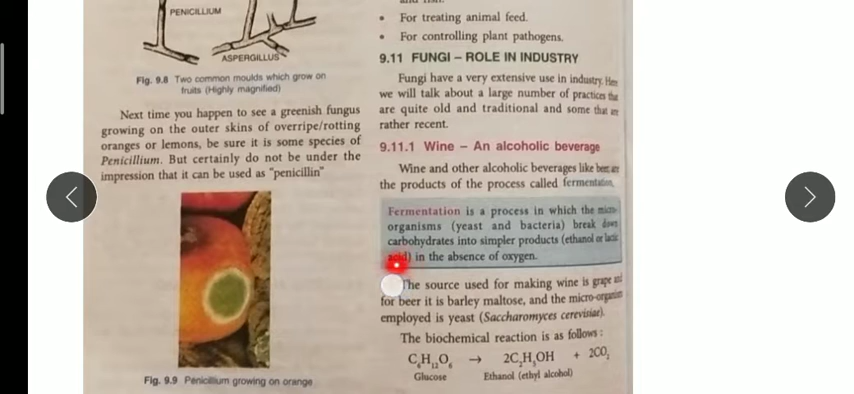 PENICILLIUM
ASPERGILLUS
Fig. 9.8 Two common moulds which grow on
fruits (Highly magnified)
Next time you happen to see a greenish fungus
growing on the outer skins of overripe/rotting
oranges or lemons, be sure it is some species of
Penicillium. But certainly do not be under the
impression that it can be used as "penicillin"
Fig. 9.9 Penicillium growing on orange
• For treating animal feed.
• For controlling plant pathogens.
9.11 FUNGI – ROLE IN INDUSTRY
Fungi have a very extensive use in industry. Here
we will talk about a large number of practices that
are quite old and traditional and some that are
rather recent.
9.11.1 Wine – An alcoholic beverage
Wine and other alcoholic beverages like beer, are
the products of the process called fermentation.
Fermentation is a process in which the micro-
organisms (yeast and bacteria) break down
carbohydrates into simpler products (ethanol or lactic
acid) in the absence of oxygen.
The source used for making wine is grape and
for beer it is barley maltose, and the micro-organism
employed is yeast (Saccharomyces cerevisiae).
The biochemical reaction is as follows :
C₆H₁₂O₆ → 2C₂H₅OH + 2CO₂
Glucose Ethanol (ethyl alcohol)